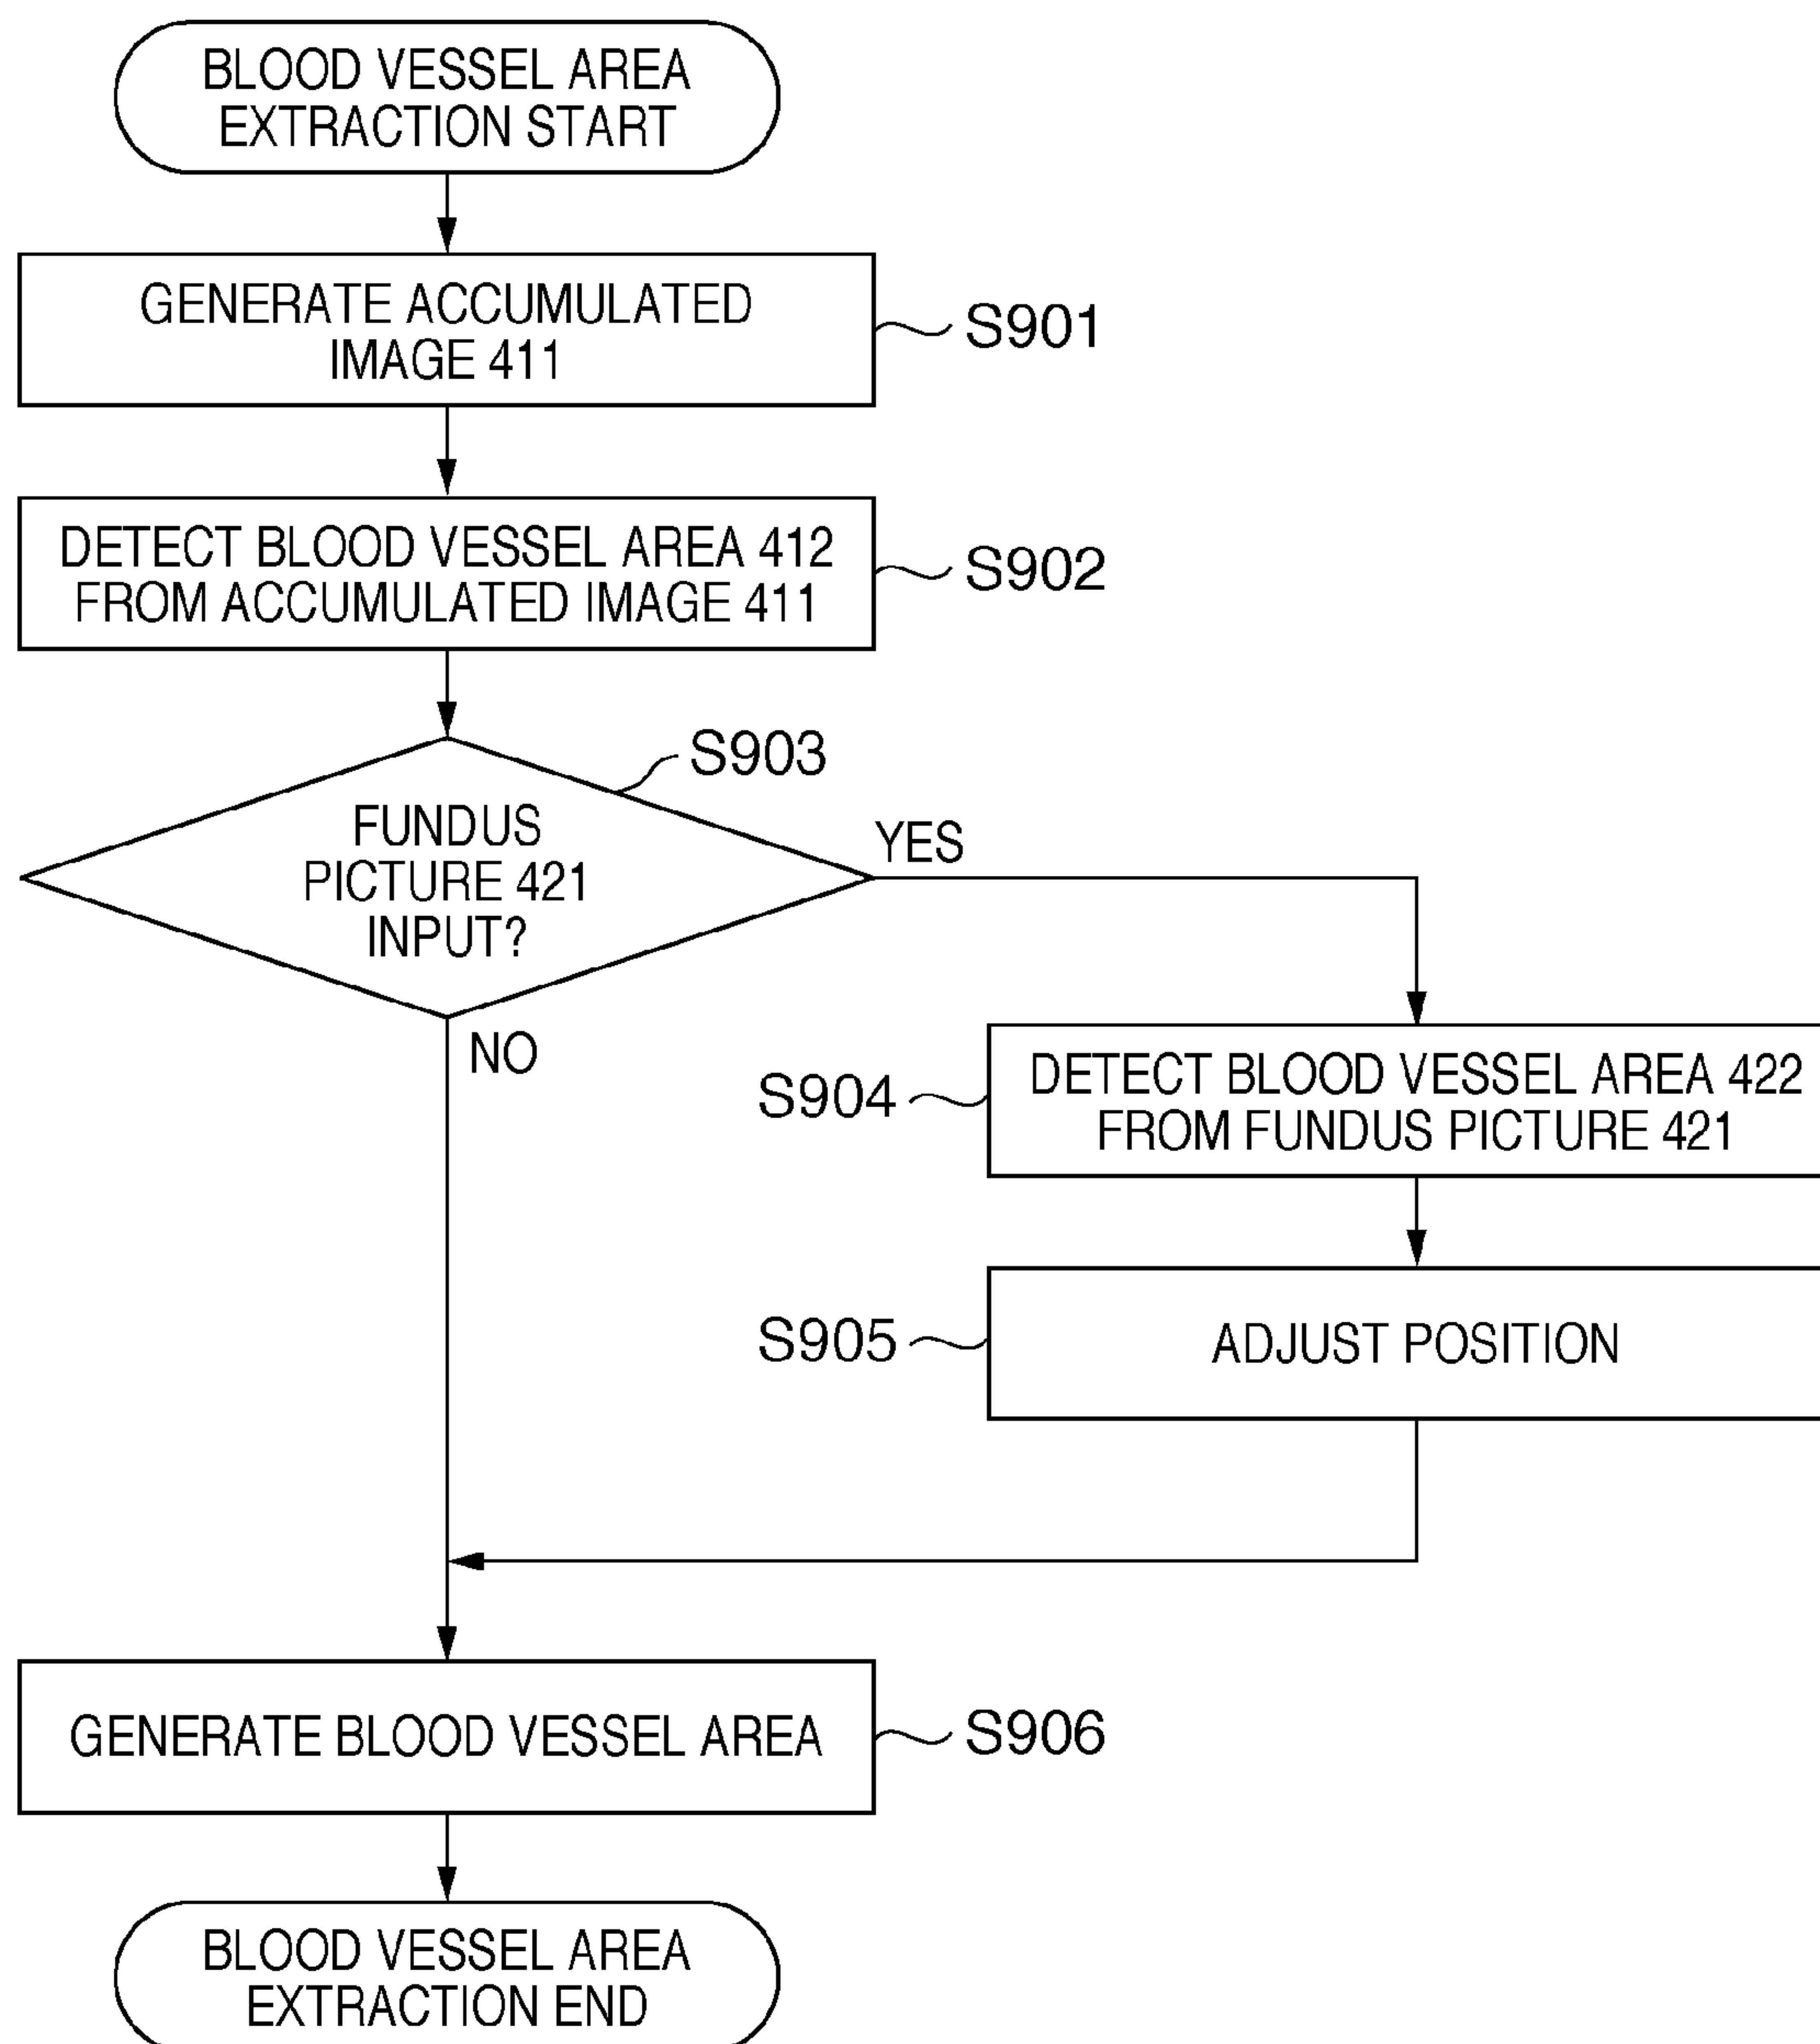 BLOOD VESSEL AREA
EXTRACTION START
GENERATE ACCUMULATED
IMAGE 411
S901
DETECT BLOOD VESSEL AREA 412
FROM ACCUMULATED IMAGE 411
S902
S903
FUNDUS
PICTURE 421
INPUT?
YES
NO
S904
DETECT BLOOD VESSEL AREA 422
FROM FUNDUS PICTURE 421
S905
ADJUST POSITION
GENERATE BLOOD VESSEL AREA
S906
BLOOD VESSEL AREA
EXTRACTION END